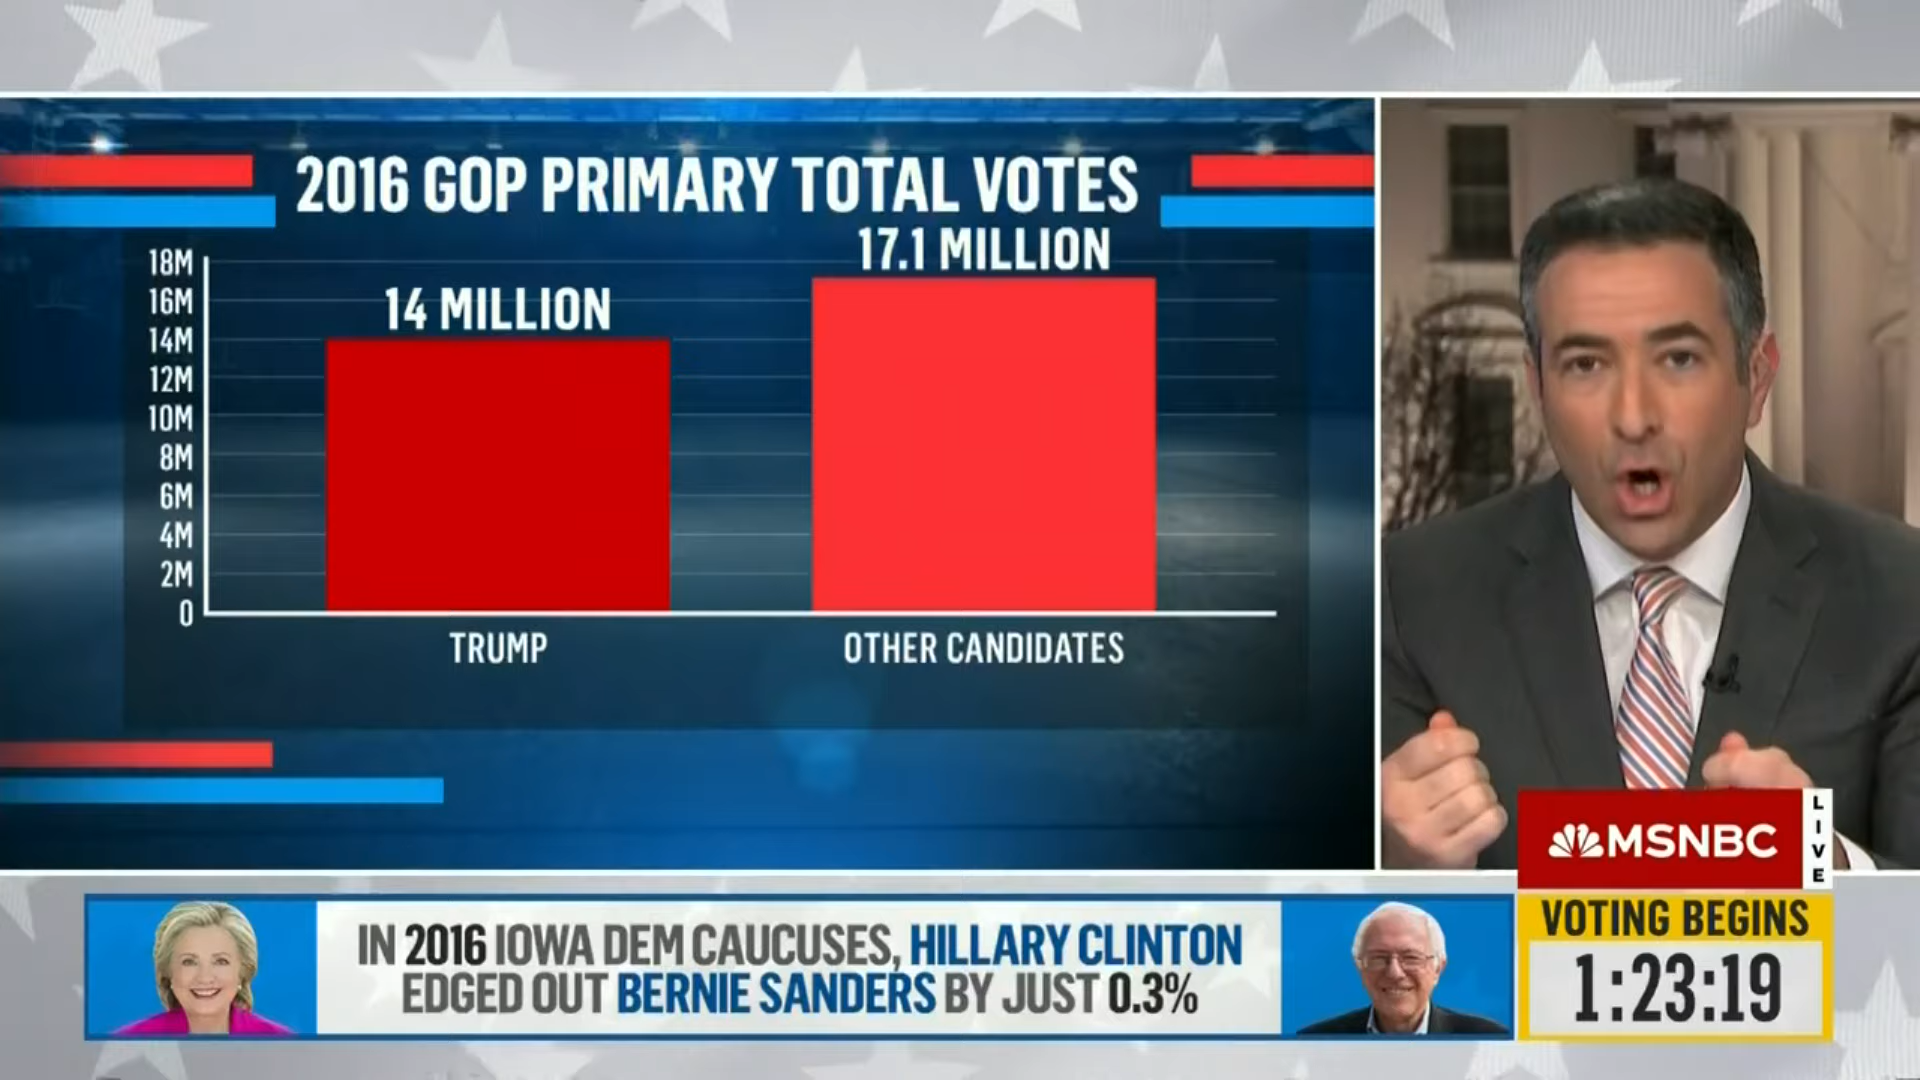 2016 GOP PRIMARY TOTAL VOTES
17.1 MILLION
14 MILLION
18M
16M
14M
12M
10M
8M
6M
4M
2M
0
TRUMP
OTHER CANDIDATES
MSNBC
LIVE
IN 2016 IOWA DEM CAUCUSES, HILLARY CLINTON
EDGED OUT BERNIE SANDERS BY JUST 0.3%
VOTING BEGINS
1:23:19